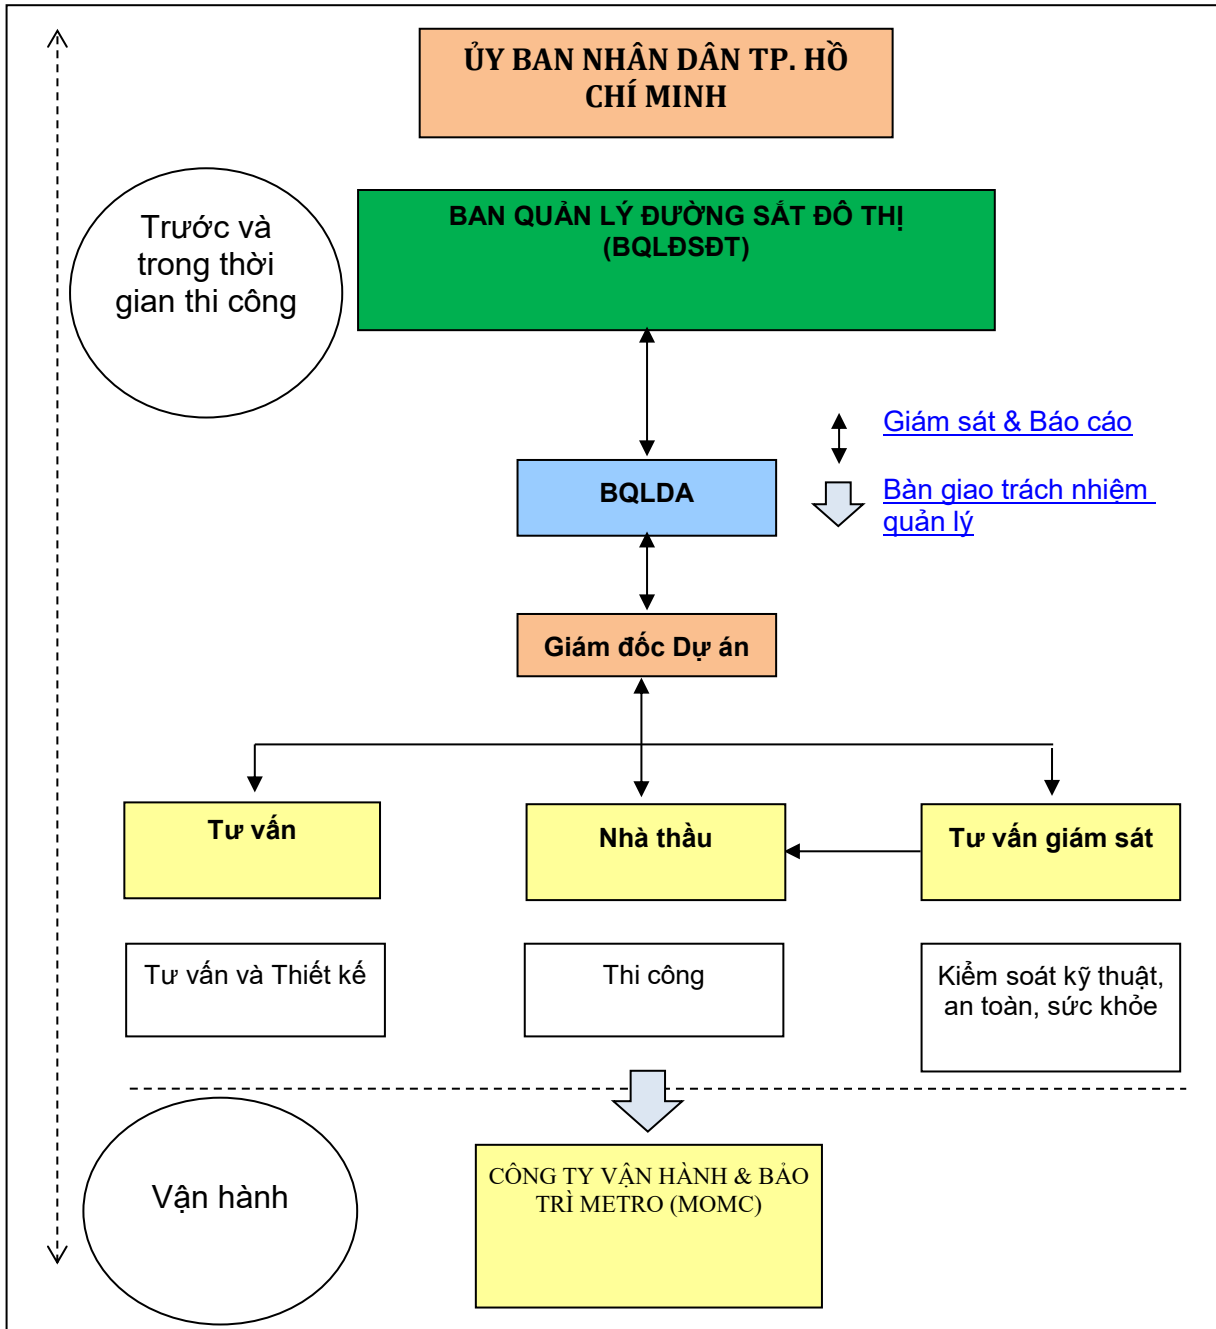 ỦY BAN NHÂN DÂN TP. HỒ
CHÍ MINH
Trước và
trong thời
gian thi công
BAN QUẢN LÝ ĐƯỜNG SẮT ĐÔ THỊ
(BQLĐSĐT)
Giám sát & Báo cáo
BQLDA
Bàn giao trách nhiệm
quản lý
Giám đốc Dự án
Tư vấn
Nhà thầu
Tư vấn giám sát
Tư vấn và Thiết kế
Thi công
Kiểm soát kỹ thuật,
an toàn, sức khỏe
Vận hành
CÔNG TY VẬN HÀNH & BẢO
TRÌ METRO (MOMC)